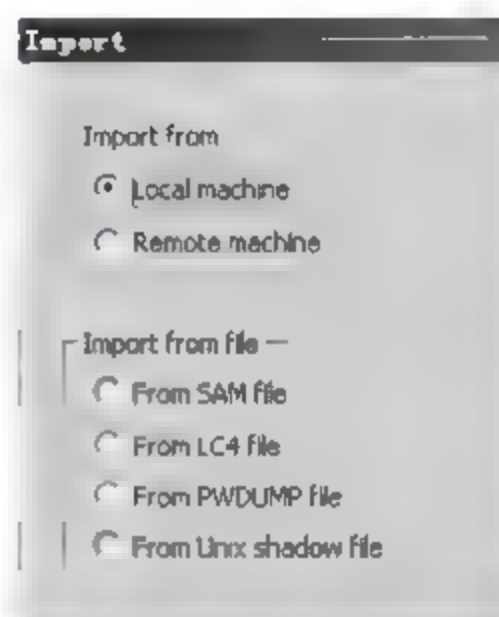 Import
Import from
Local machine
Remote machine
Import from file
From SAM file
From LC4 file
From PWDUMP file
From Unix shadow file